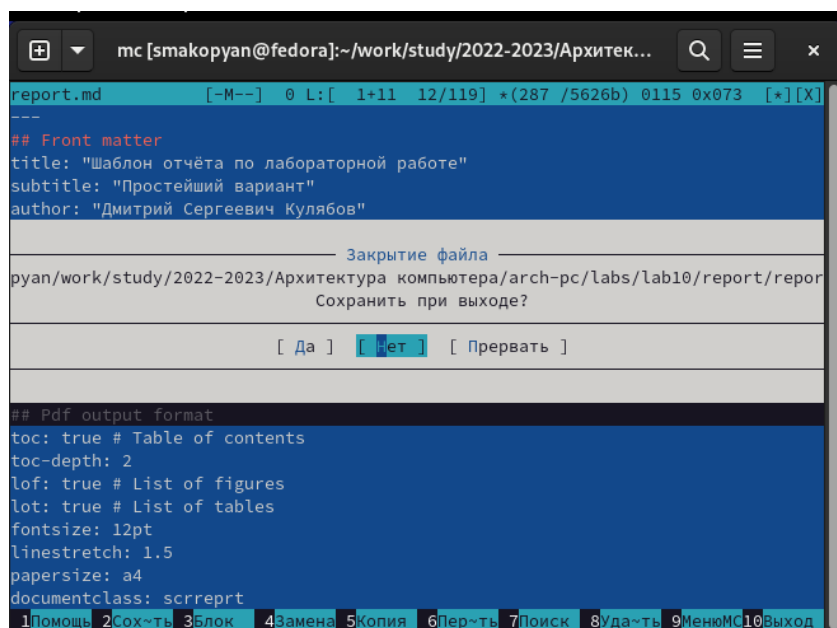 mc [smakopyan@fedora]:~/work/study/2022-2023/Архитек...
report.md [-M--] 0 L:[ 1+11 12/119] *(287 /5626b) 0115 0x073 [*][X]
---
## Front matter
title: "Шаблон отчёта по лабораторной работе"
subtitle: "Простейший вариант"
author: "Дмитрий Сергеевич Кулябов"
Закрытие файла
pyan/work/study/2022-2023/Архитектура компьютера/arch-pc/labs/lab10/report/repor
Сохранить при выходе?
[ Да ] [ Нет ] [ Прервать ]
## Pdf output format
toc: true # Table of contents
toc-depth: 2
lof: true # List of figures
lot: true # List of tables
fontsize: 12pt
linestretch: 1.5
papersize: a4
documentclass: scrreprt
1Помощь 2Сох~ть 3Блок 4Замена 5Копия 6Пер~ть 7Поиск 8Уда~ть 9МенюМС10Выход